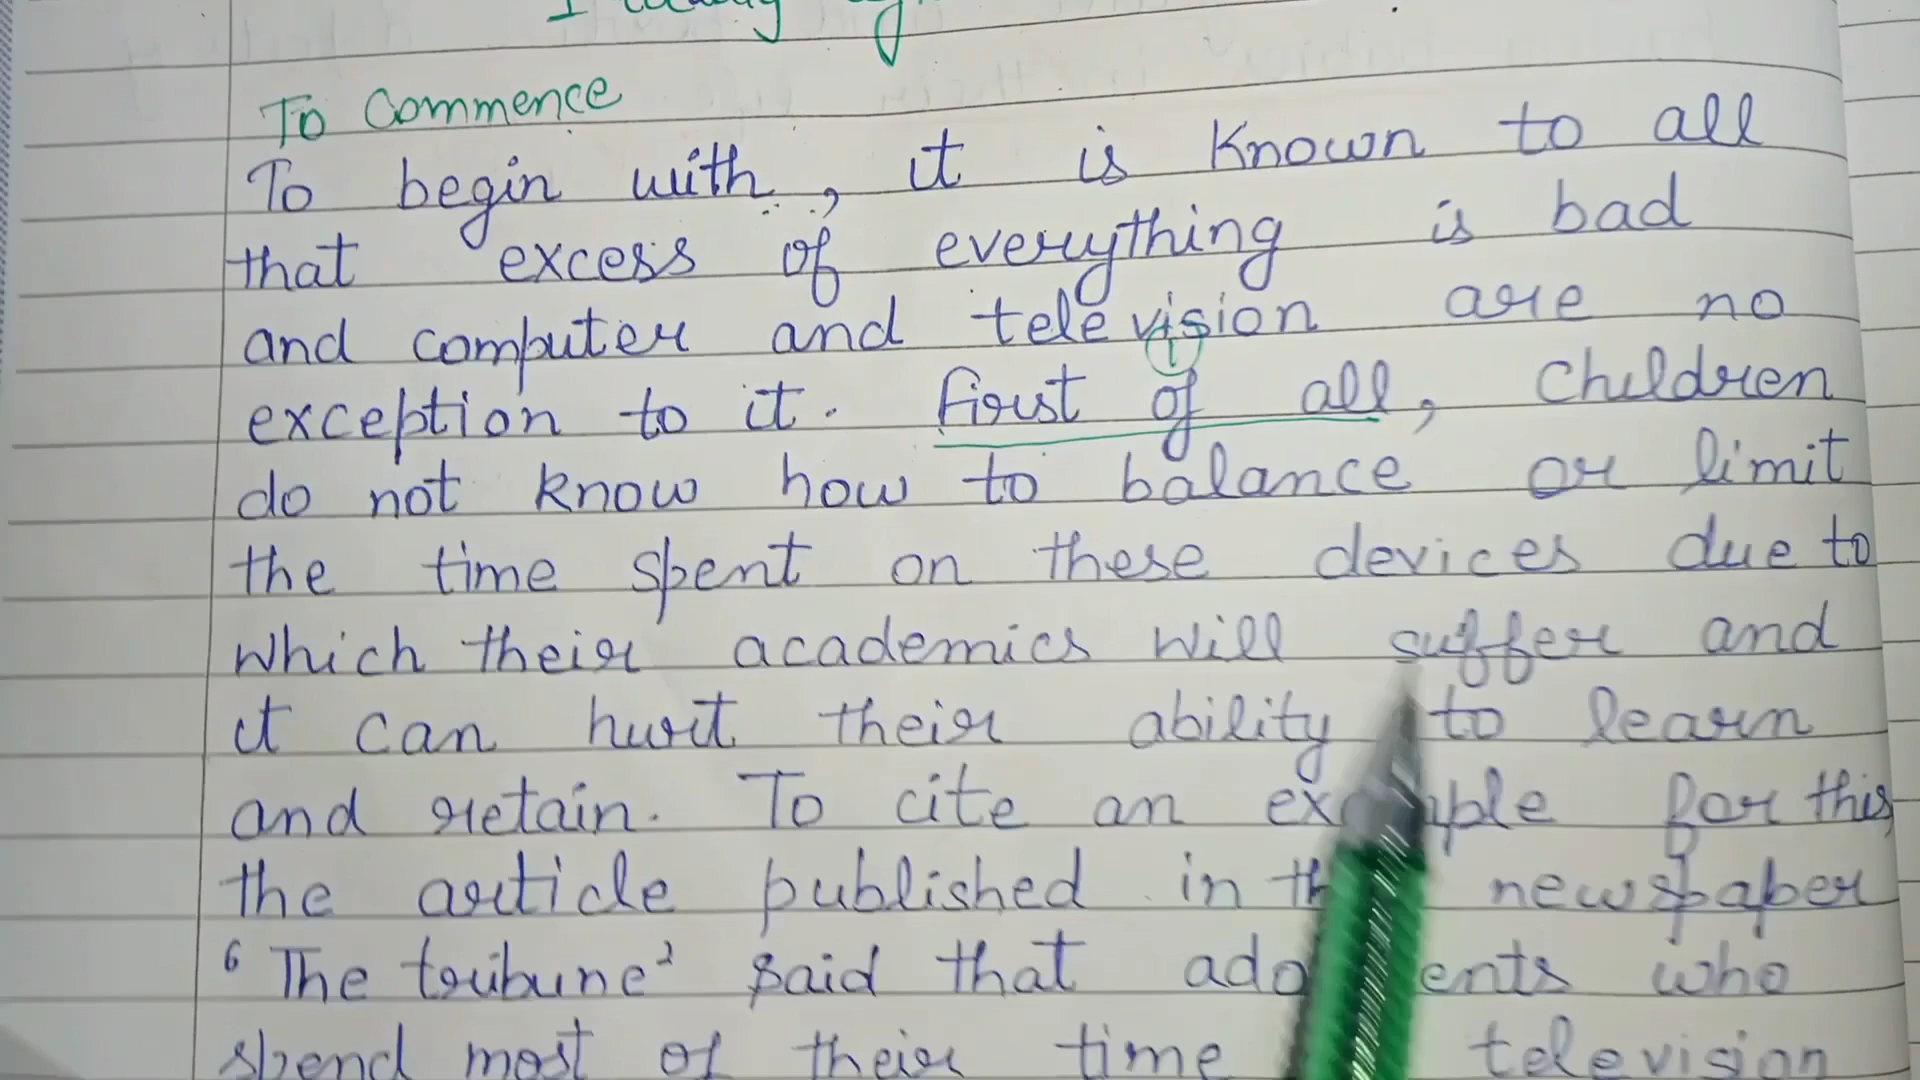 I totally
To Commence
To begin with, it is known to all
that excess of everything is bad
and computer and television are no
exception to it. First of all, Children
do not know how to balance or limit
the time spent on these devices due to
which their academics will suffer and
it can hurt their ability to learn
and retain. To cite an example for this,
the article published in newspaper
‘The tribune’ said that who
spend most of their time television